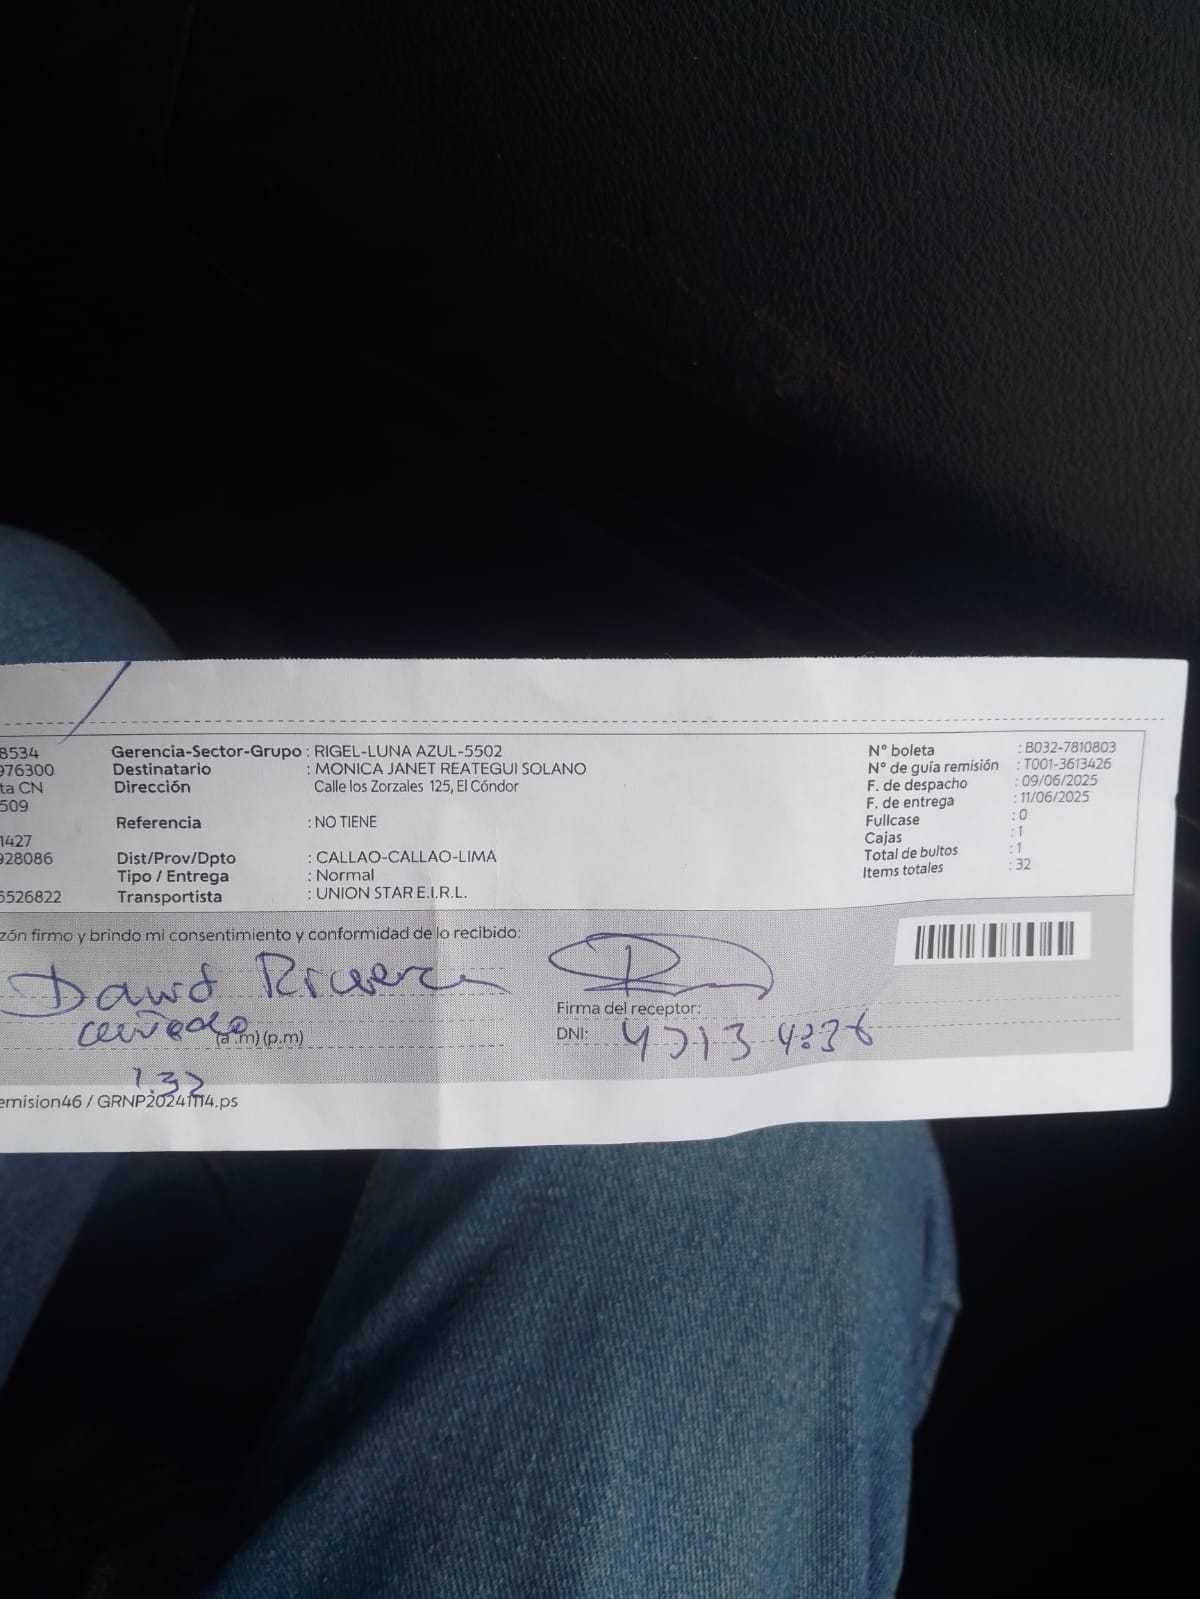 8534
976300
ta CN
509
1427
928086
5526822
Gerencia-Sector-Grupo : RIGEL-LUNA AZUL-5502
Destinatario : MONICA JANET REATEGUI SOLANO
Dirección Calle los Zorzales 125, El Cóndor
Referencia : NO TIENE
Dist/Prov/Dpto : CALLAO-CALLAO-LIMA
Tipo / Entrega : Normal
Transportista : UNION STAR E.I.R.L.
N° boleta : B032-7810803
N° de guía remisión : T001-3613426
F. de despacho : 09/06/2025
F. de entrega : 11/06/2025
Fullcase : 0
Cajas : 1
Total de bultos : 1
Items totales : 32
zón firmo y brindo mi consentimiento y conformidad de lo recibido:
David Rivera
(a.m) (p.m)
1.32
Firma del receptor:
DNI:
emision46 / GRNP20241114.ps